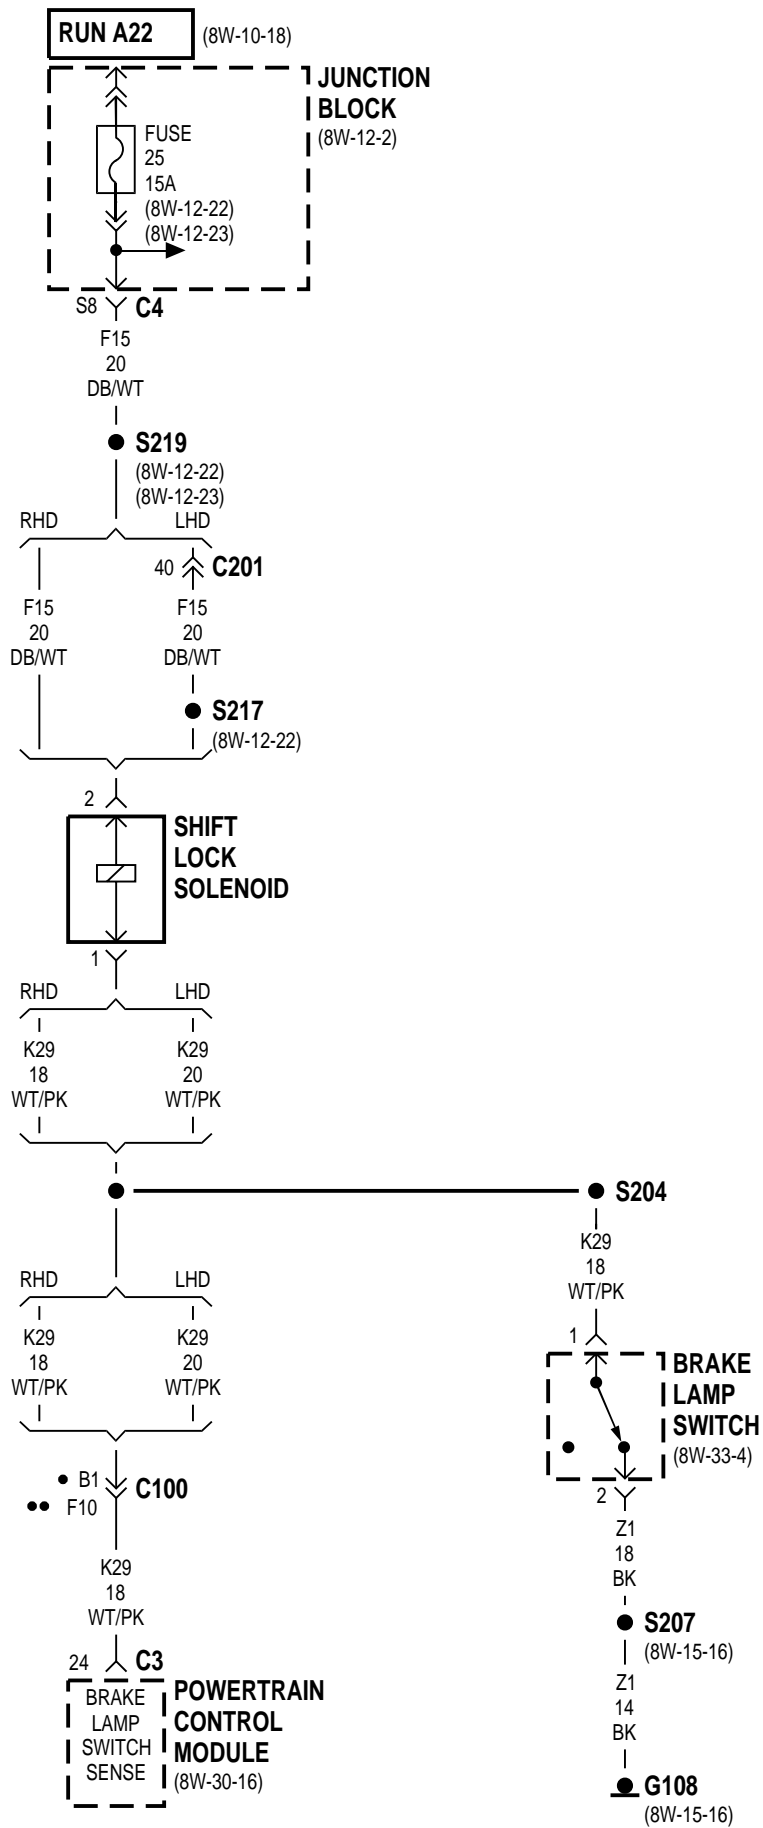 RUN A22
(8W-10-18)
JUNCTION
BLOCK
(8W-12-2)
FUSE
25
15A
(8W-12-22)
(8W-12-23)
S8
C4
F15
20
DB/WT
S219
(8W-12-22)
(8W-12-23)
RHD
LHD
40
C201
F15
20
DB/WT
F15
20
DB/WT
S217
(8W-12-22)
2
SHIFT
LOCK
SOLENOID
1
RHD
LHD
K29
18
WT/PK
K29
20
WT/PK
S204
K29
18
WT/PK
RHD
LHD
K29
18
WT/PK
K29
20
WT/PK
1
BRAKE
LAMP
SWITCH
(8W-33-4)
2
• B1
•• F10
C100
Z1
18
BK
K29
18
WT/PK
S207
(8W-15-16)
24
C3
BRAKE
LAMP
SWITCH
SENSE
POWERTRAIN
CONTROL
MODULE
(8W-30-16)
Z1
14
BK
G108
(8W-15-16)